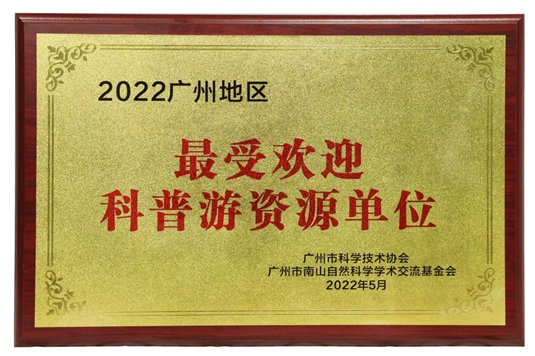 2022广州地区
最受欢迎
科普游资源单位
广州市科学技术协会
广州市南山自然科学学术交流基金会
2022年5月